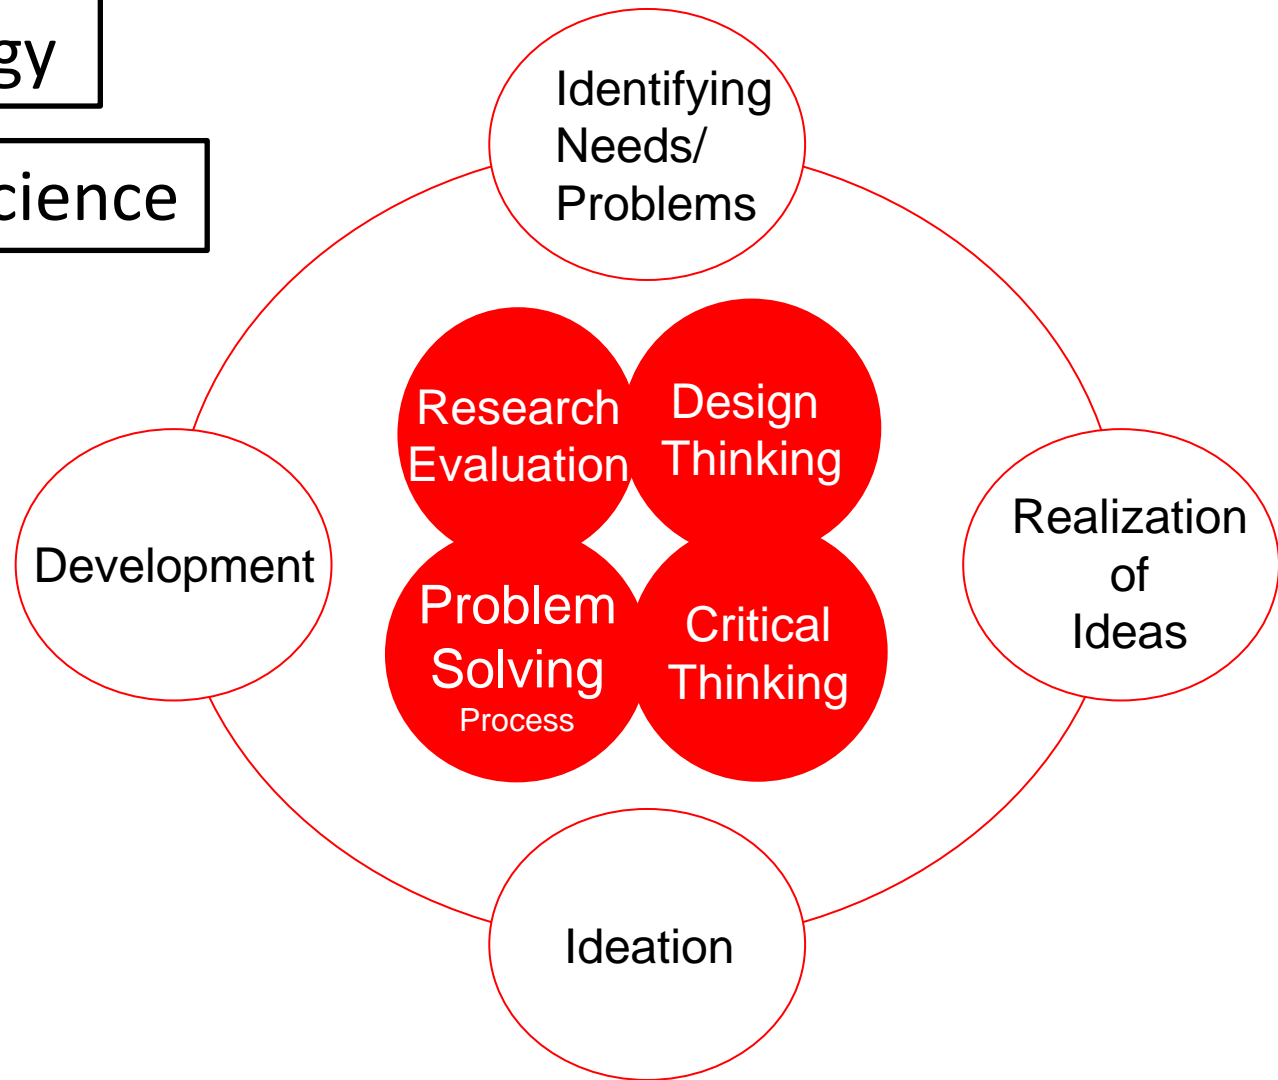 gy
cience
Identifying
Needs/
Problems
Research
Evaluation
Design
Thinking
Development
Realization
of
Ideas
Problem
Solving
Process
Critical
Thinking
Ideation